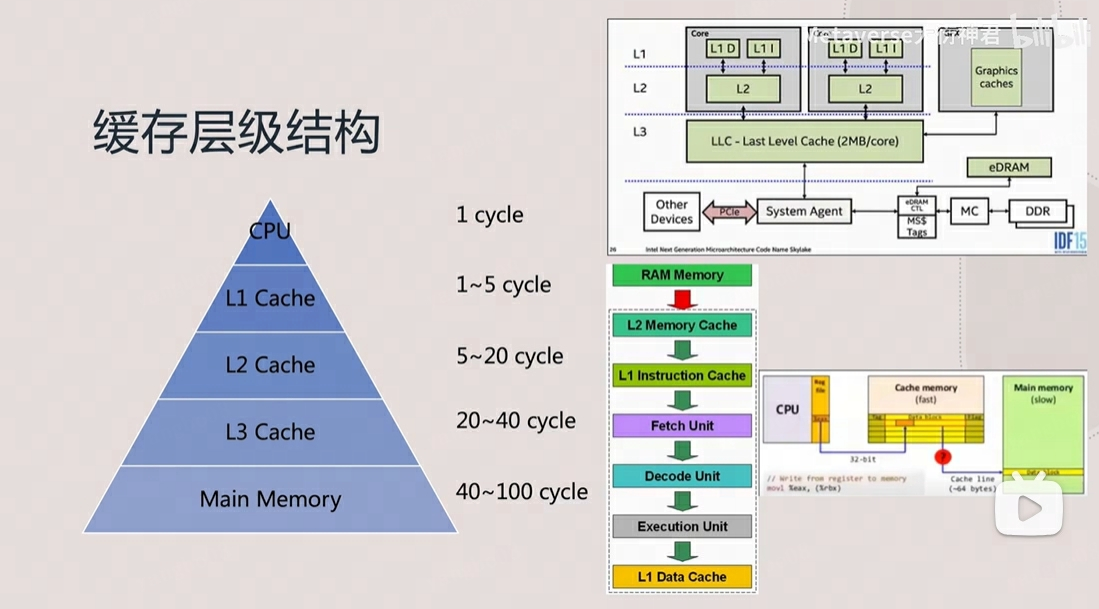 缓存层级结构
CPU
1 cycle
L1 Cache
1~5 cycle
L2 Cache
5~20 cycle
L3 Cache
20~40 cycle
Main Memory
40~100 cycle
Metaverse大衍神君
bilibili
L1
L2
L3
Core
L1 D
L1 I
L2
L1 D
L1 I
L2
Graphics
caches
LLC - Last Level Cache (2MB/core)
eDRAM
Other
Devices
PCIe
System Agent
eDRAM
CTL
MS$
Tags
MC
DDR
26
Intel Next Generation Microarchitecture Code Name Skylake
IDF15
RAM Memory
L2 Memory Cache
L1 Instruction Cache
Fetch Unit
Decode Unit
Execution Unit
L1 Data Cache
CPU
Reg
file
Cache memory
(fast)
Tag
Data block
Flag
Main memory
(slow)
32-bit
?
// Write from register to memory
movl %eax, (%rbx)
Cache line
(~64 bytes)
Data block